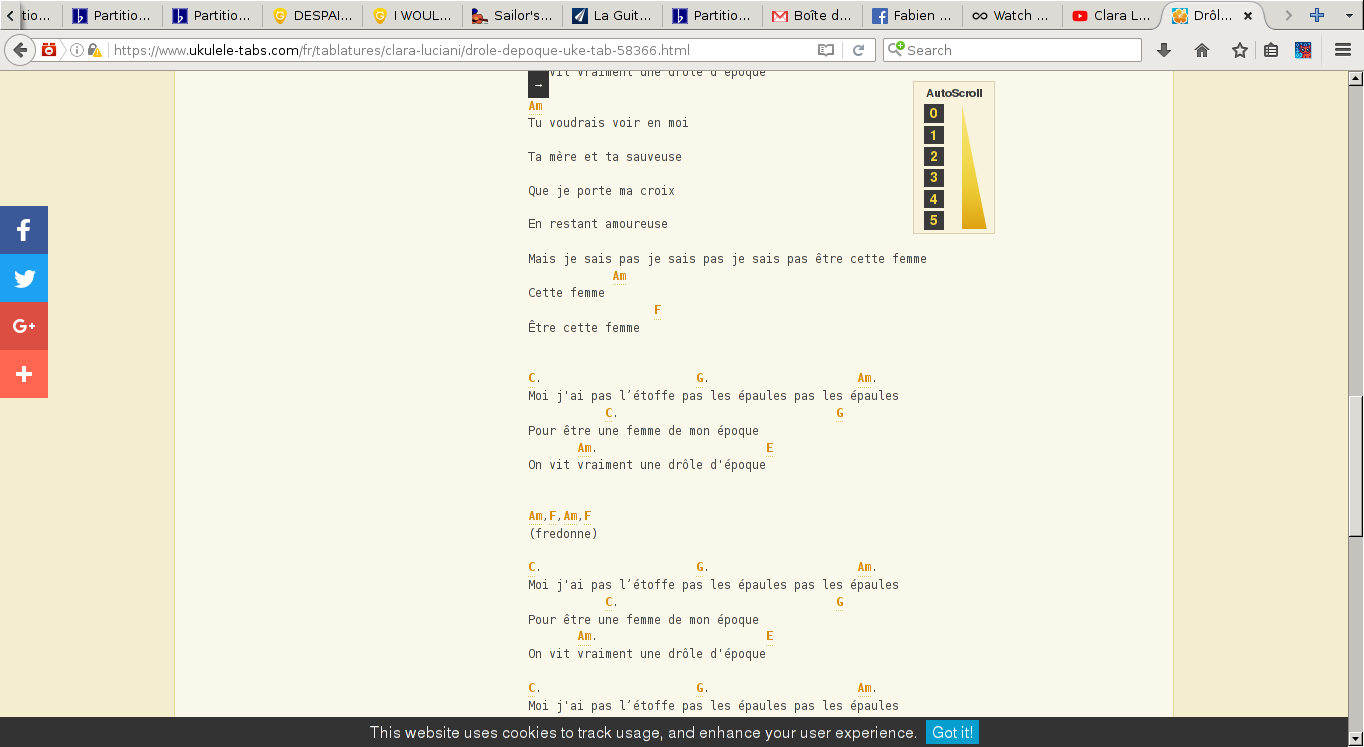 tio...
Partitio...
Partitio...
DESPAI...
I WOUL...
Sailor's...
La Guit...
Partitio...
Boîte d...
Fabien ...
Watch ...
Clara L...
Drôl...
https://www.ukulele-tabs.com/fr/tablatures/clara-luciani/drole-depoque-uke-tab-58366.html
Search
vit vraiment une drôle d'époque
→
Am
Tu voudrais voir en moi
Ta mère et ta sauveuse
Que je porte ma croix
En restant amoureuse
Mais je sais pas je sais pas je sais pas être cette femme
Am
Cette femme
F
Être cette femme
C. G. Am.
Moi j'ai pas l’étoffe pas les épaules pas les épaules
C. G
Pour être une femme de mon époque
Am. E
On vit vraiment une drôle d'époque
Am,F,Am,F
(fredonne)
C. G. Am.
Moi j'ai pas l’étoffe pas les épaules pas les épaules
C. G
Pour être une femme de mon époque
Am. E
On vit vraiment une drôle d'époque
C. G. Am.
Moi j'ai pas l’étoffe pas les épaules pas les épaules
AutoScroll
0
1
2
3
4
5
This website uses cookies to track usage, and enhance your user experience. Got it!